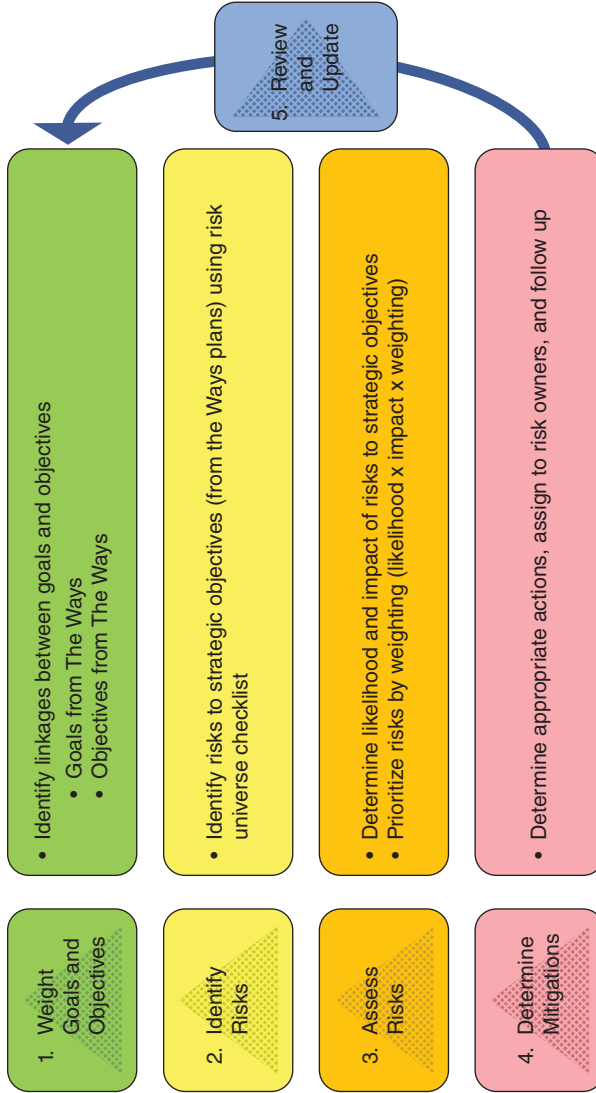 1. Weight
Goals and
Objectives
• Identify linkages between goals and objectives
• Goals from The Ways
• Objectives from The Ways
2. Identify
Risks
• Identify risks to strategic objectives (from the Ways plans) using risk
universe checklist
3. Assess
Risks
• Determine likelihood and impact of risks to strategic objectives
• Prioritize risks by weighting (likelihood x impact x weighting)
4. Determine
Mitigations
• Determine appropriate actions, assign to risk owners, and follow up
5. Review
and
Update